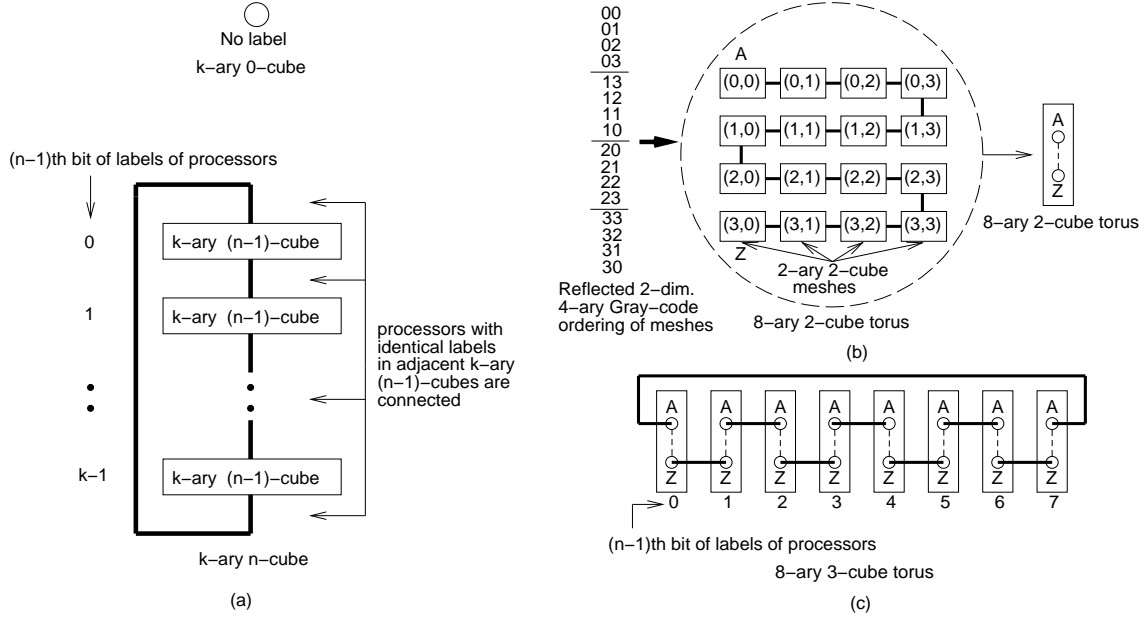 No label
k−ary 0−cube
(n−1)th bit of labels of processors
0
k−ary (n−1)−cube
1
k−ary (n−1)−cube
processors with
identical labels
in adjacent k−ary
(n−1)−cubes are
connected
k−1
k−ary (n−1)−cube
k−ary n−cube
(a)
00
01
02
03
13
12
11
10
20
21
22
23
33
32
31
30
Reflected 2−dim.
4−ary Gray−code
ordering of meshes
A
(0,0) (0,1) (0,2) (0,3)
(1,0) (1,1) (1,2) (1,3)
(2,0) (2,1) (2,2) (2,3)
(3,0) (3,1) (3,2) (3,3)
Z
2−ary 2−cube
meshes
8−ary 2−cube torus
A
Z
8−ary 2−cube torus
(b)
A A A A A A A A
Z Z Z Z Z Z Z Z
0 1 2 3 4 5 6 7
(n−1)th bit of labels of processors
8−ary 3−cube torus
(c)